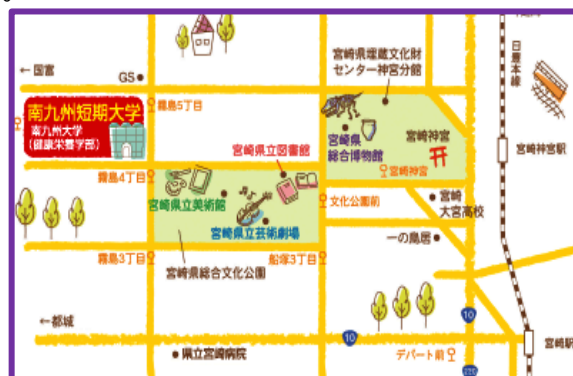 ← 国富
GS
宮崎県埋蔵文化財
センター神宮分館
日豊本線
南九州短期大学
南九州大学
(健康栄養学部)
霧島5丁目
宮崎県
総合博物館
宮崎神宮
宮崎神宮駅
宮崎県立図書館
宮崎神宮
霧島4丁目
宮崎県立美術館
文化公園前
宮崎
大宮高校
宮崎県立芸術劇場
一の鳥居
霧島3丁目
船塚3丁目
宮崎県総合文化公園
10
←都城
10
宮崎駅
県立宮崎病院
デパート前